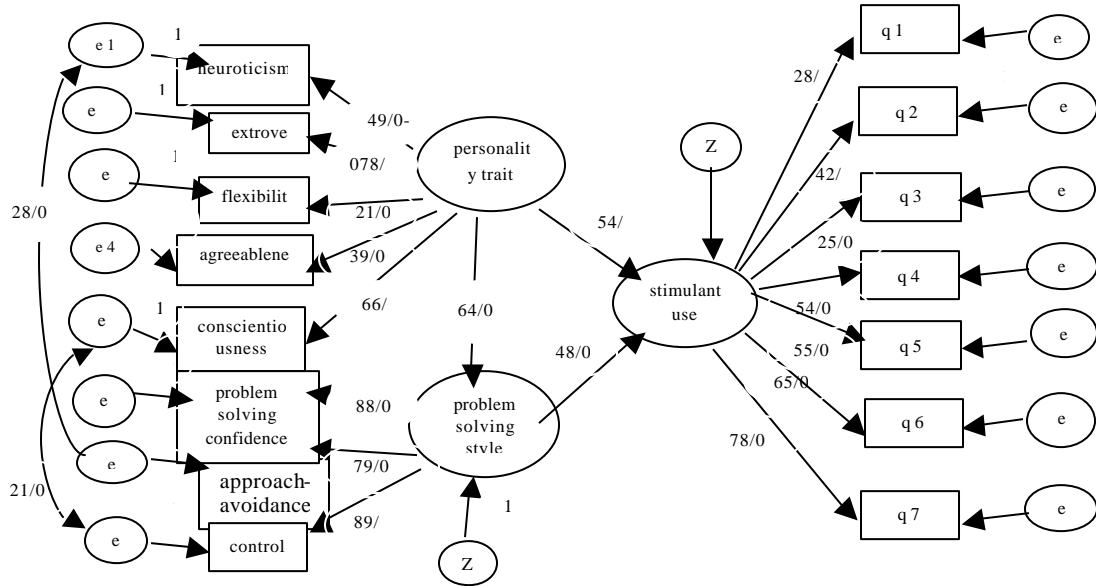 1
e 1
neuroticism
1
e
extrove
49/0-
078/
personalit
y trait
1
e
flexibilit
21/0
28/0
e 4
agreeablene
39/0
66/
1
e
conscientio
usness
64/0
54/
48/0
e
problem
solving
confidence
88/0
79/0
problem
solving
style
e
approach-
avoidance
21/0
89/
e
control
1
Z
Z
stimulant
use
28/
42/
25/0
54/0
55/0
65/0
78/0
q 1
e
q 2
e
q 3
e
q 4
e
q 5
e
q 6
e
q 7
e